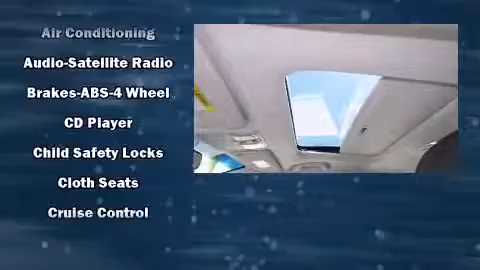 Air Conditioning
Audio-Satellite Radio
Brakes-ABS-4 Wheel
CD Player
Child Safety Locks
Cloth Seats
Cruise Control